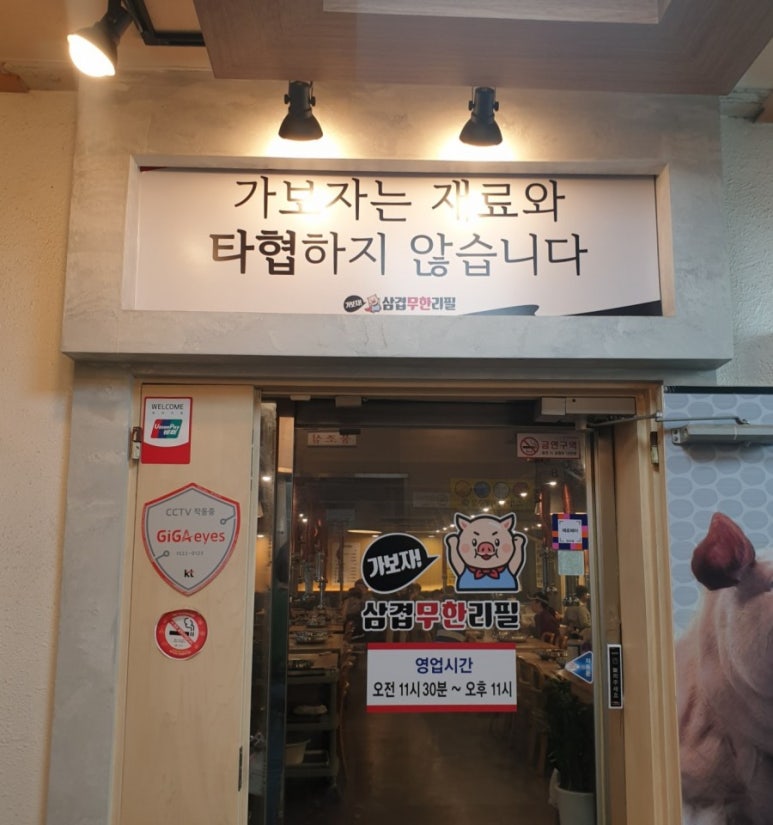 가보자는 재료와
타협하지 않습니다
가보자!
삼겹무한리필
WELCOME
UnionPay
银联
CCTV 작동중
GiGA eyes
kt
금연구역
가보자!
삼겹무한리필
영업시간
오전 11시 30분 ~ 오후 11시